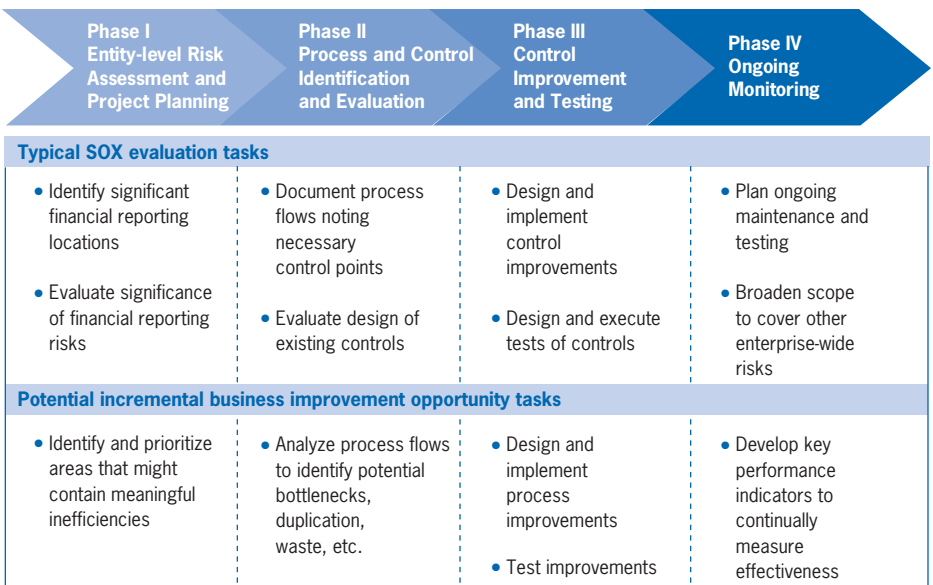 Phase I
Entity-level Risk
Assessment and
Project Planning
Phase II
Process and Control
Identification
and Evaluation
Phase III
Control
Improvement
and Testing
Phase IV
Ongoing
Monitoring
Typical SOX evaluation tasks
• Identify significant
financial reporting
locations
• Evaluate significance
of financial reporting
risks
• Document process
flows noting
necessary
control points
• Evaluate design of
existing controls
• Design and
implement
control
improvements
• Design and execute
tests of controls
• Plan ongoing
maintenance and
testing
• Broaden scope
to cover other
enterprise-wide
risks
Potential incremental business improvement opportunity tasks
• Identify and prioritize
areas that might
contain meaningful
inefficiencies
• Analyze process flows
to identify potential
bottlenecks,
duplication,
waste, etc.
• Design and
implement
process
improvements
• Test improvements
• Develop key
performance
indicators to
continually
measure
effectiveness